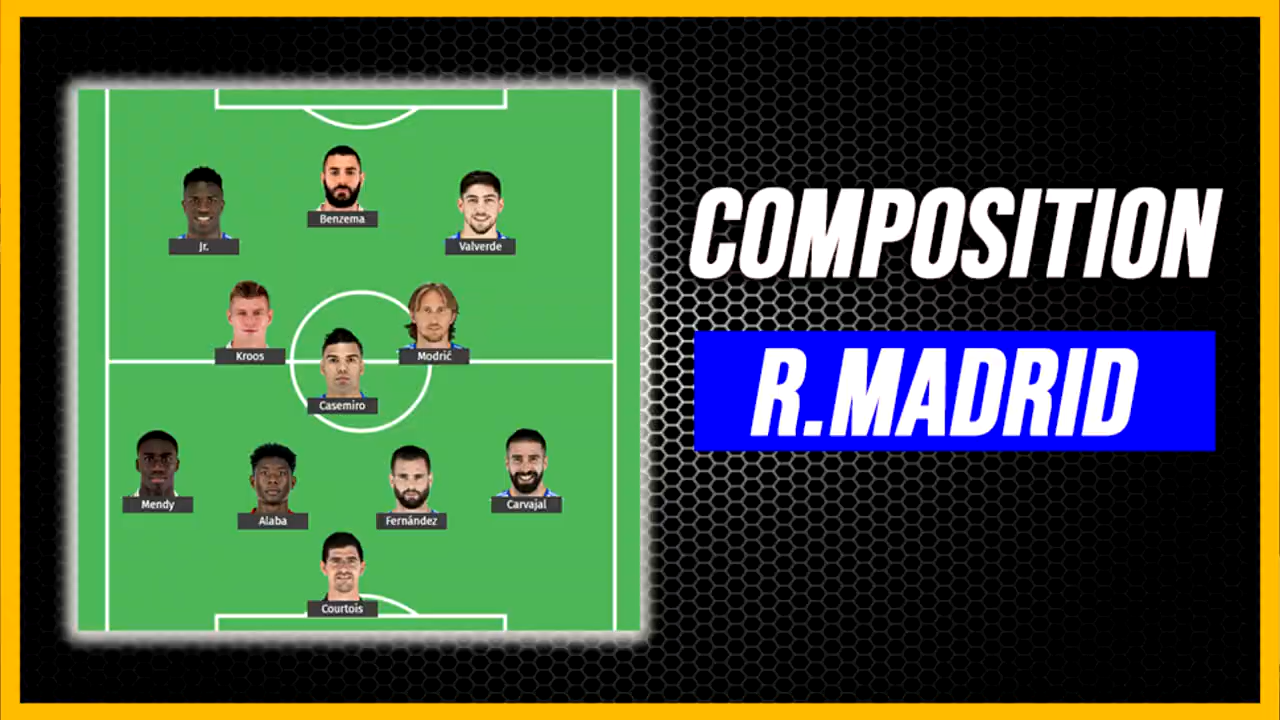 Benzema
Jr.
Valverde
Kroos
Modrić
Casemiro
Mendy
Carvajal
Alaba
Fernández
Courtois
COMPOSITION
R.MADRID